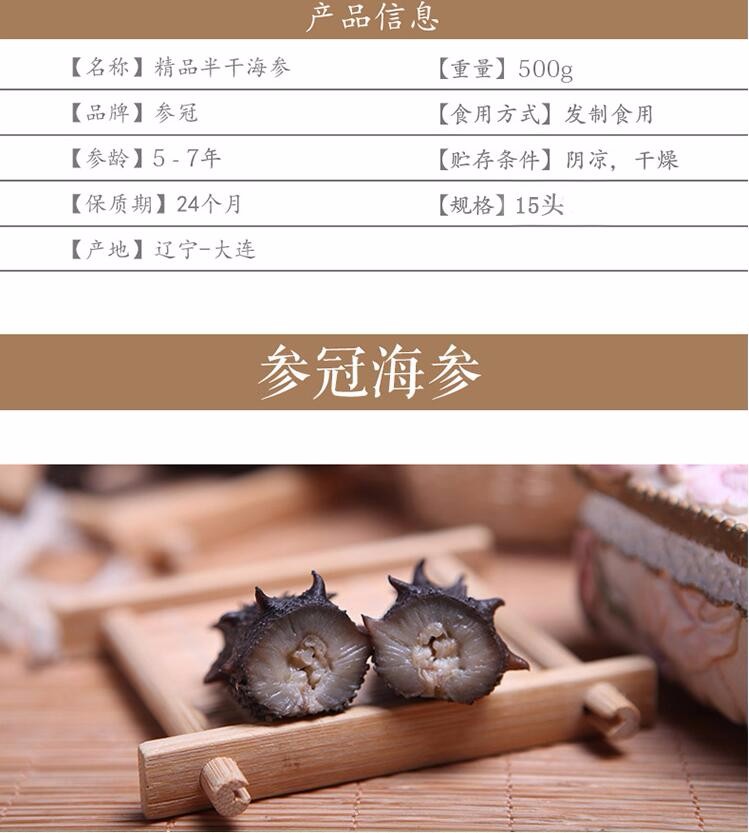 产品信息
【名称】精品半干海参 【重量】500g
【品牌】参冠 【食用方式】发制食用
【参龄】5-7年 【贮存条件】阴凉，干燥
【保质期】24个月 【规格】15头
【产地】辽宁-大连
参冠海参